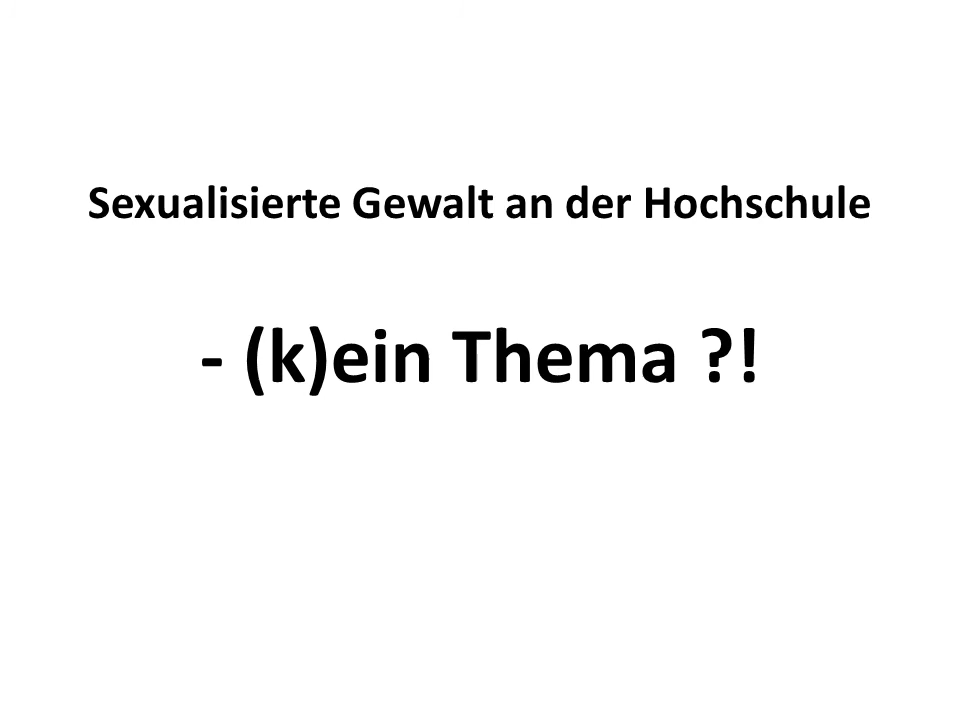 Sexualisierte Gewalt an der Hochschule
- (k)ein Thema ?!